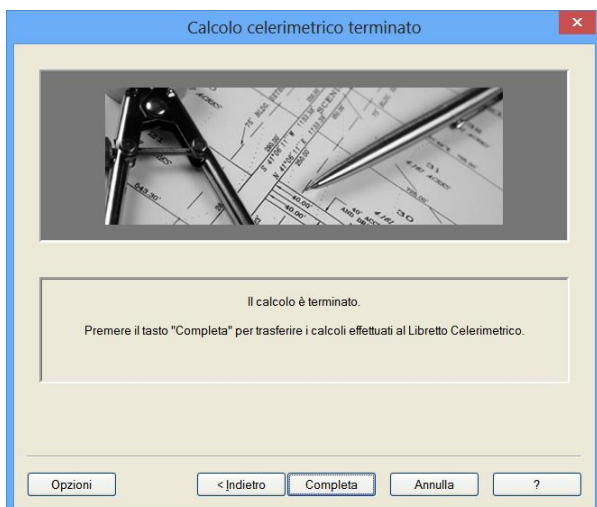 Calcolo celerimetrico terminato
Il calcolo è terminato.
Premere il tasto "Completa" per trasferire i calcoli effettuati al Libretto Celerimetrico.
Opzioni
< Indietro
Completa
Annulla
?